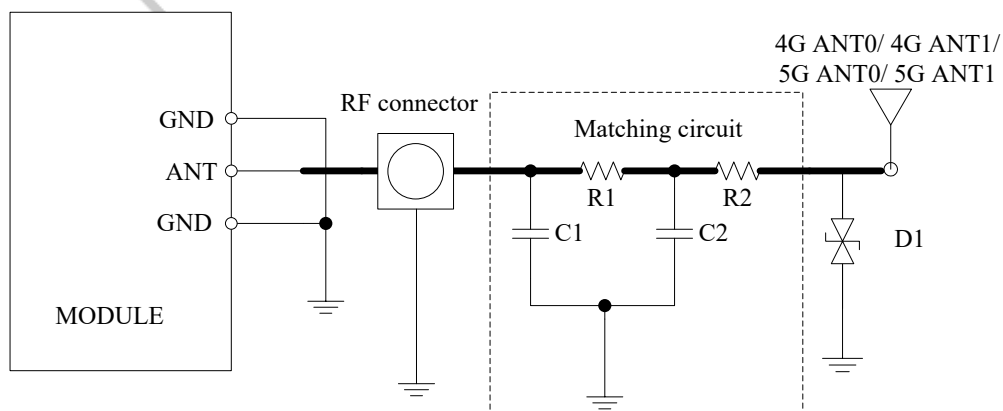 4G ANT0/ 4G ANT1/
5G ANT0/ 5G ANT1
RF connector
Matching circuit
GND
ANT
GND
R1
R2
C1
C2
D1
MODULE